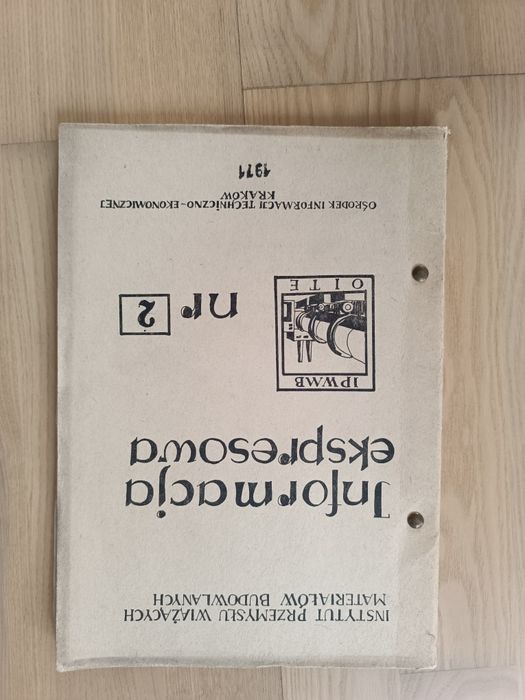 INSTYTUT PRZEMYSŁU WIĄŻĄCYCH
MATERIAŁÓW BUDOWLANYCH
Informacja
ekspresowa
IPWMB
OITE
nr 2
OŚRODEK INFORMACJI TECHNICZNO-EKONOMICZNEJ
KRAKÓW
1971